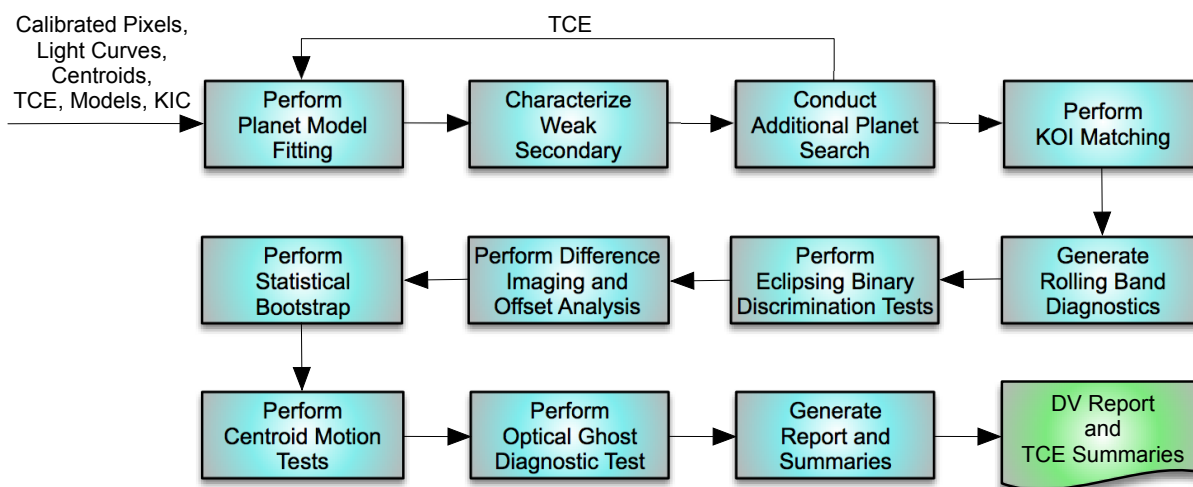 Calibrated Pixels,
Light Curves,
Centroids,
TCE, Models, KIC
TCE
Perform
Planet Model
Fitting
Characterize
Weak
Secondary
Conduct
Additional Planet
Search
Perform
KOI Matching
Generate
Rolling Band
Diagnostics
Perform
Eclipsing Binary
Discrimination Tests
Perform Difference
Imaging and
Offset Analysis
Perform
Statistical
Bootstrap
Perform
Centroid Motion
Tests
Perform
Optical Ghost
Diagnostic Test
Generate
Report and
Summaries
DV Report
and
TCE Summaries